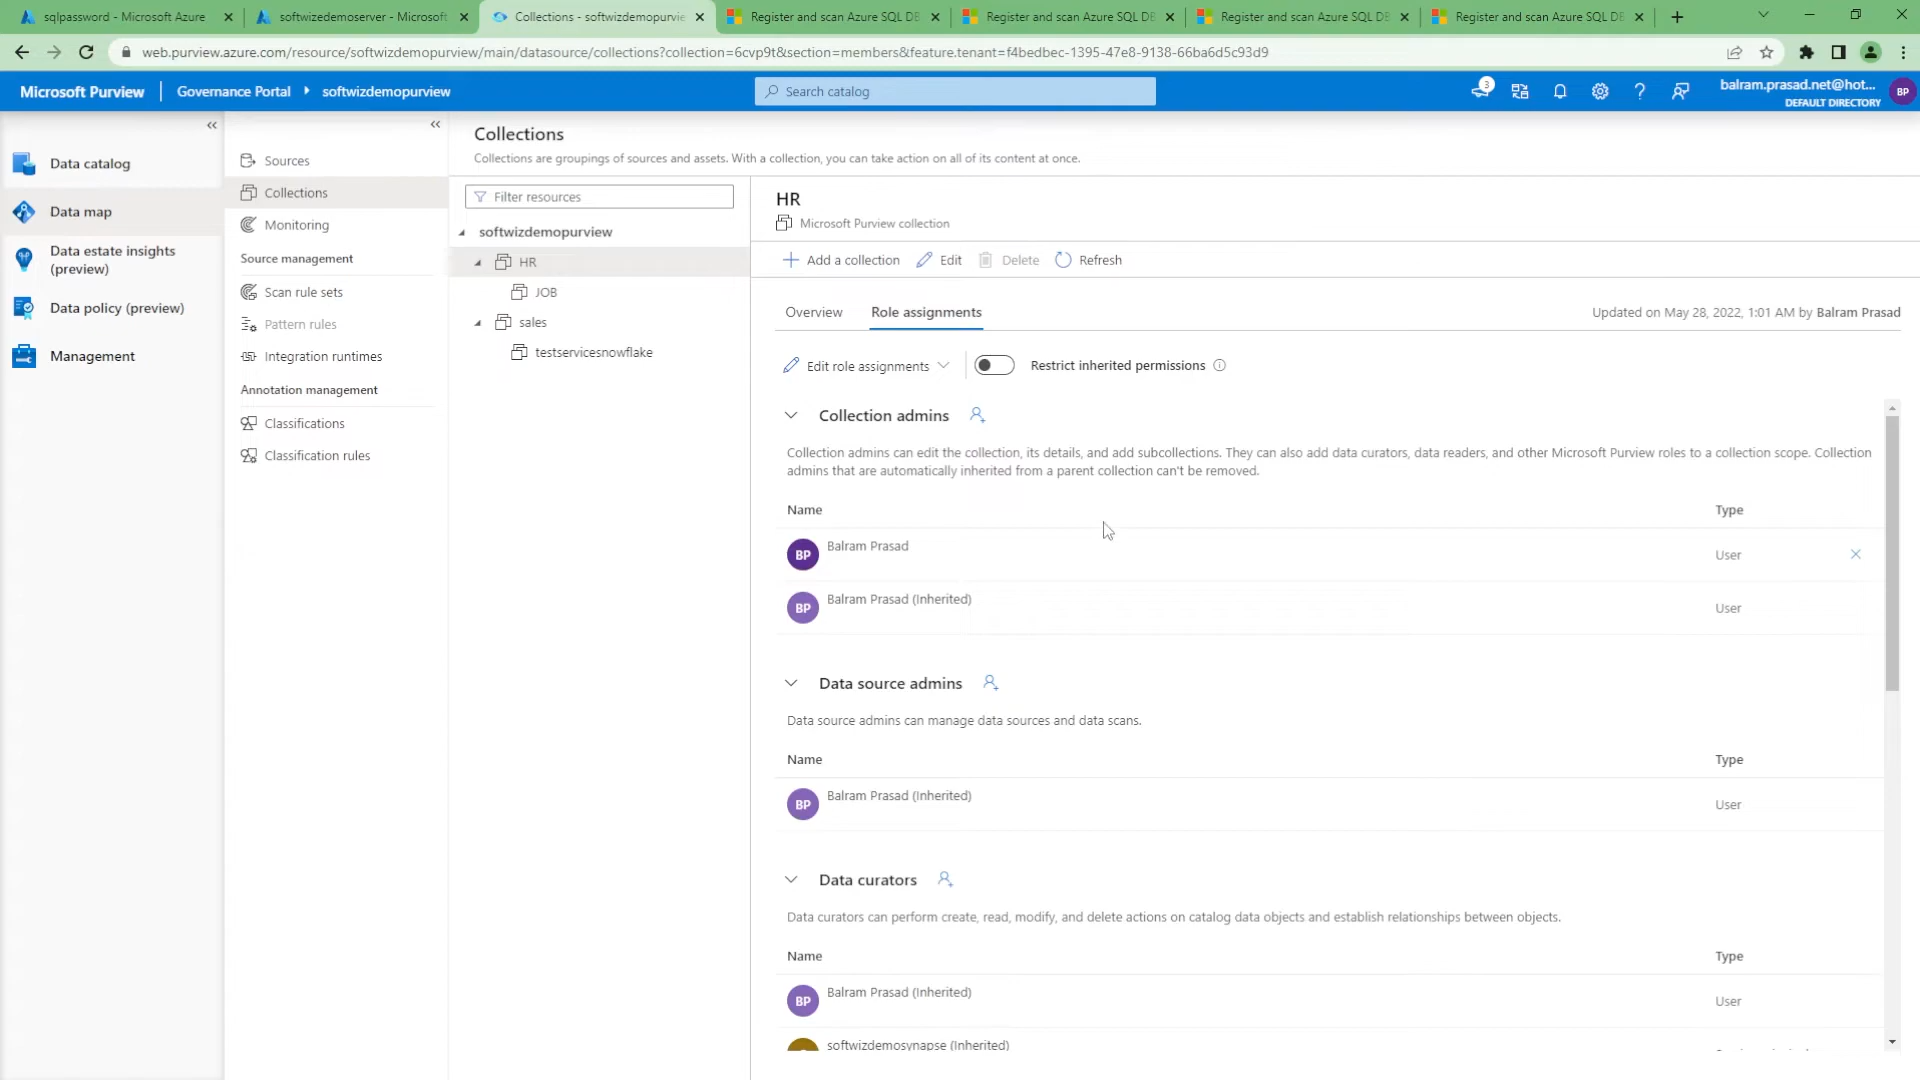 sqlpassword - Microsoft Azure
softwizedemoserver - Microsoft
Collections - softwizdemopurvie
Register and scan Azure SQL DB
Register and scan Azure SQL DB
Register and scan Azure SQL DB
Register and scan Azure SQL DB
web.purview.azure.com/resource/softwizdemopurview/main/datasource/collections?collection=6cvp9t&section=members&feature.tenant=f4bedbec-1395-47e8-9138-66ba6d5c93d9
Microsoft Purview
Governance Portal
softwizdemopurview
Search catalog
3
balram.prasad.net@hot...
DEFAULT DIRECTORY
BP
Data catalog
Data map
Data estate insights
(preview)
Data policy (preview)
Management
Sources
Collections
Monitoring
Source management
Scan rule sets
Pattern rules
Integration runtimes
Annotation management
Classifications
Classification rules
Collections
Collections are groupings of sources and assets. With a collection, you can take action on all of its content at once.
Filter resources
softwizdemopurview
HR
JOB
sales
testservicesnowflake
HR
Microsoft Purview collection
Add a collection
Edit
Delete
Refresh
Overview
Role assignments
Updated on May 28, 2022, 1:01 AM by Balram Prasad
Edit role assignments
Restrict inherited permissions
Collection admins
Collection admins can edit the collection, its details, and add subcollections. They can also add data curators, data readers, and other Microsoft Purview roles to a collection scope. Collection
admins that are automatically inherited from a parent collection can't be removed.
Name Type
BP Balram Prasad User
BP Balram Prasad (Inherited) User
Data source admins
Data source admins can manage data sources and data scans.
Name Type
BP Balram Prasad (Inherited) User
Data curators
Data curators can perform create, read, modify, and delete actions on catalog data objects and establish relationships between objects.
Name Type
BP Balram Prasad (Inherited) User
softwizdemosynapse (Inherited)